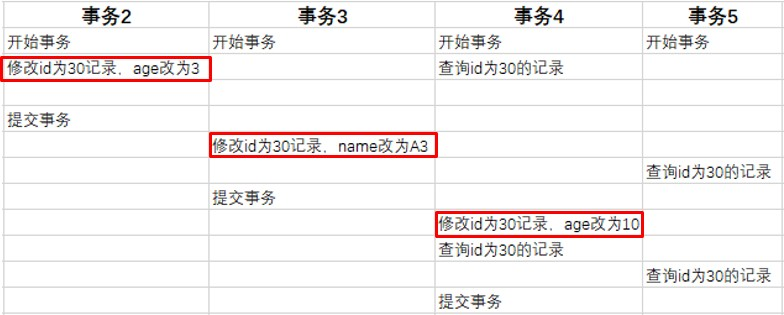 事务2 事务3 事务4 事务5
开始事务 开始事务 开始事务 开始事务
修改id为30记录，age改为3 查询id为30的记录
提交事务
修改id为30记录，name改为A3
查询id为30的记录
提交事务
修改id为30记录，age改为10
查询id为30的记录
查询id为30的记录
提交事务